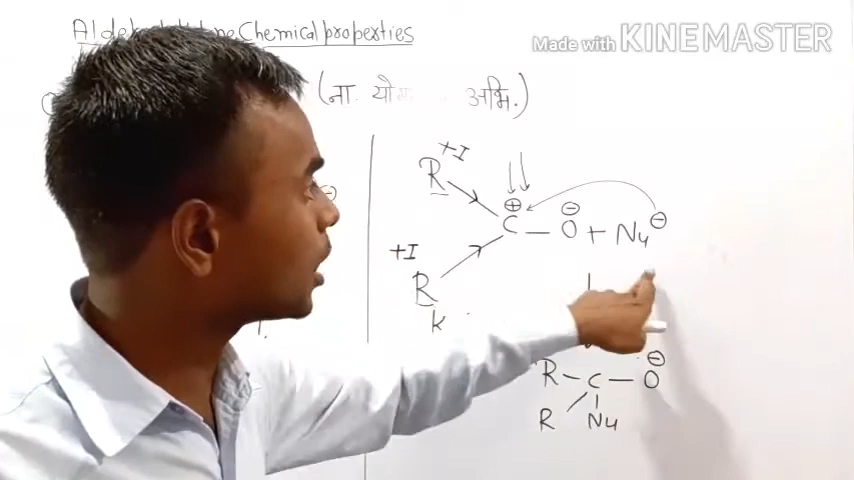 Chemical properties
Made with KINEMASTER
(ना. अभि.)
+I
R
⊕ ⊖
C — O + Nu ⊖
+I
R
K
⊖
R — C — O
R Nu